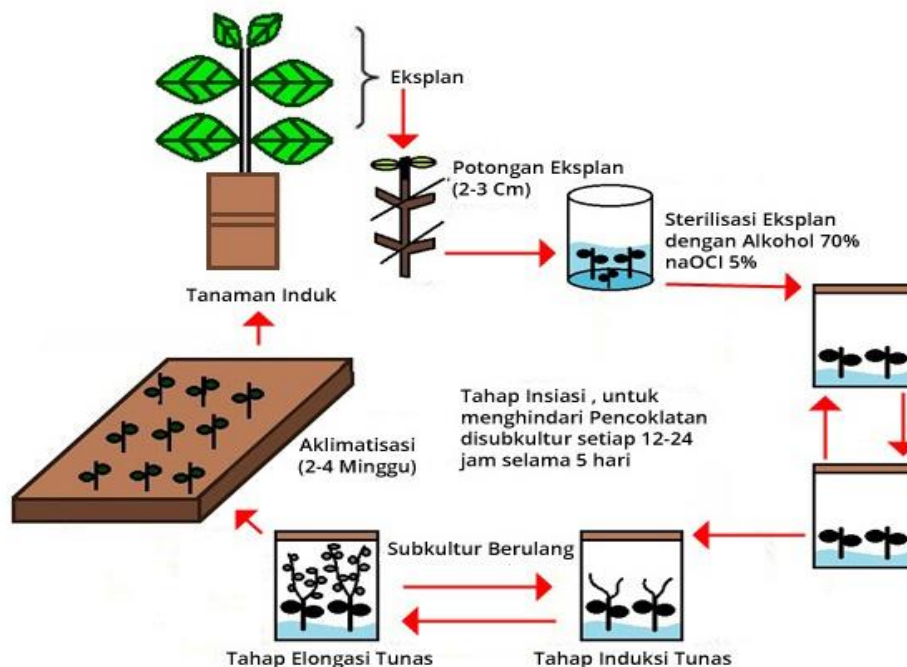 Eksplan
Potongan Eksplan
(2-3 Cm)
Sterilisasi Eksplan
dengan Alkohol 70%
naOCI 5%
Tanaman Induk
Tahap Insiasi , untuk
menghindari Pencoklatan
disubkultur setiap 12-24
jam selama 5 hari
Aklimatisasi
(2-4 Minggu)
Subkultur Berulang
Tahap Elongasi Tunas
Tahap Induksi Tunas